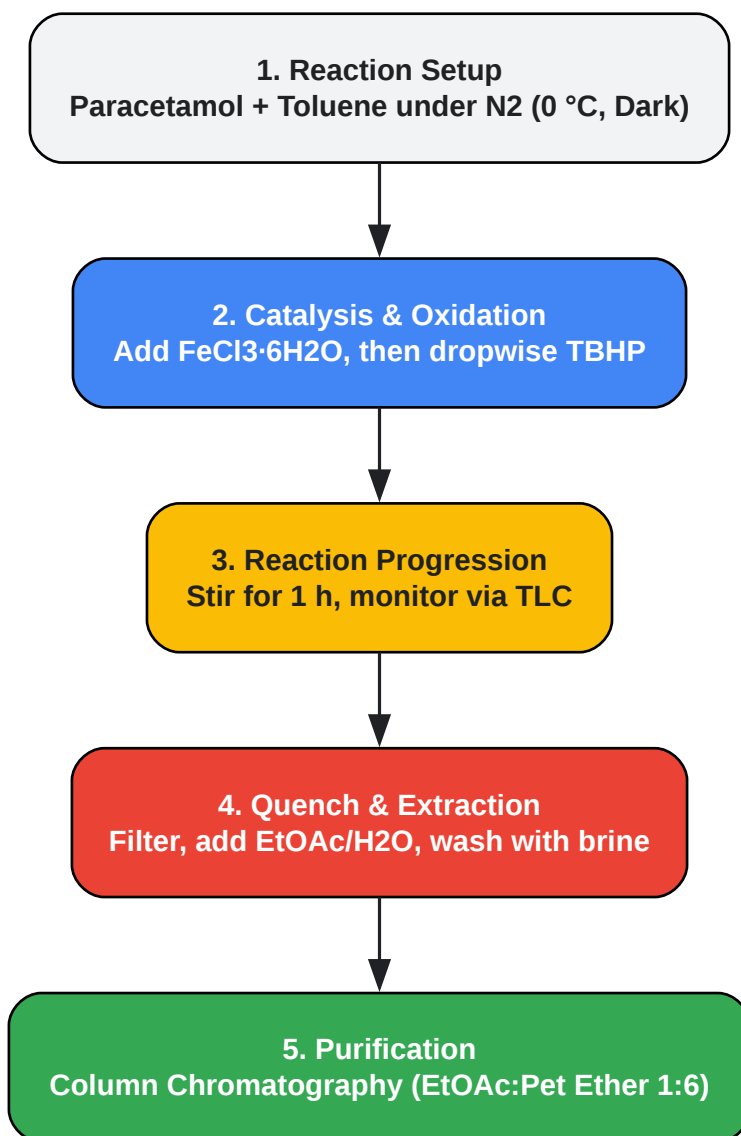 1. Reaction Setup
Paracetamol + Toluene under N2 (0 °C, Dark)
2. Catalysis & Oxidation
Add FeCl3·6H2O, then dropwise TBHP
3. Reaction Progression
Stir for 1 h, monitor via TLC
4. Quench & Extraction
Filter, add EtOAc/H2O, wash with brine
5. Purification
Column Chromatography (EtOAc:Pet Ether 1:6)